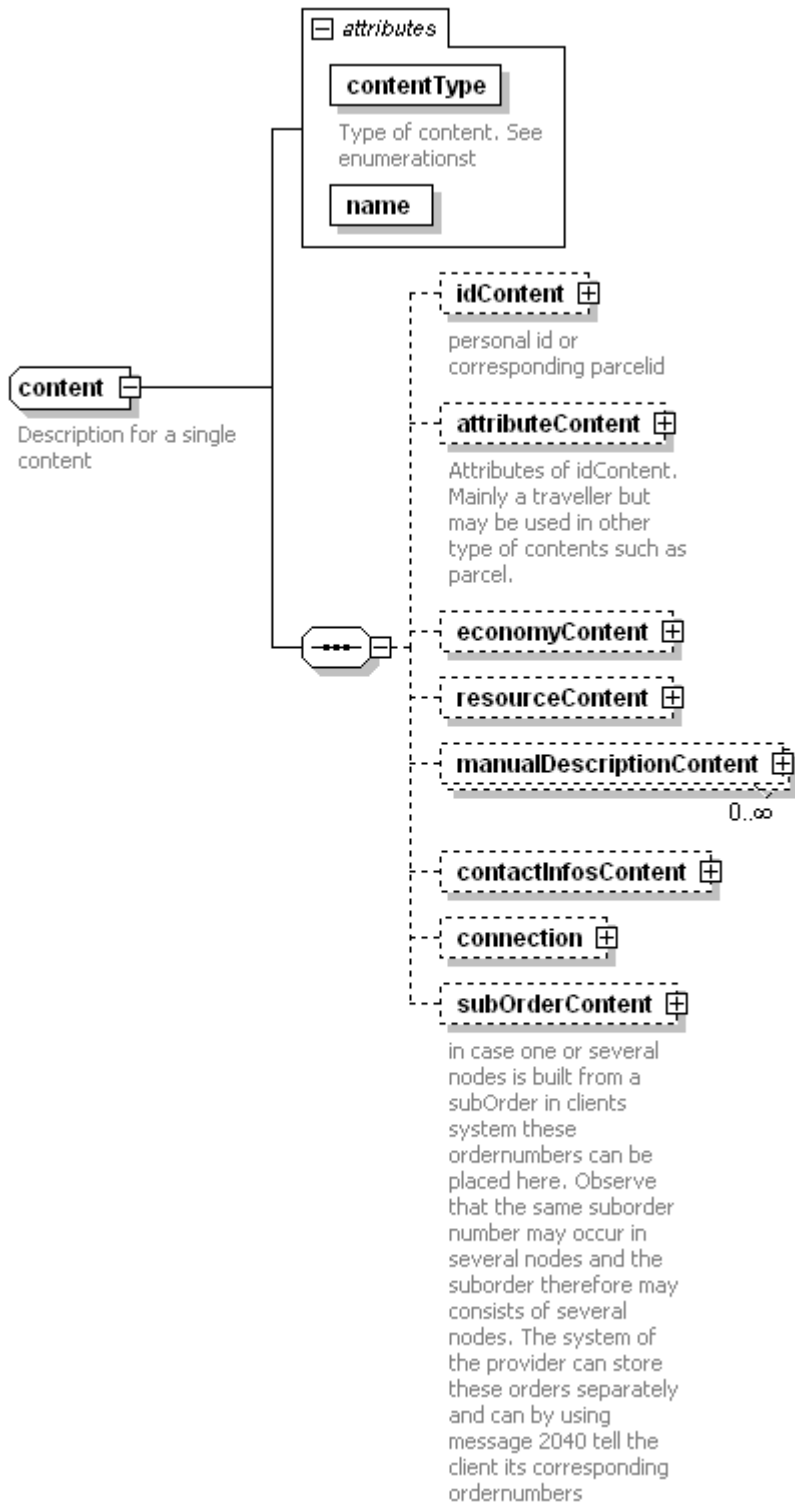 attributes
contentType
Type of content. See
enumerationst
name
content
Description for a single
content
idContent
personal id or
corresponding parcelid
attributeContent
Attributes of idContent.
Mainly a traveller but
may be used in other
type of contents such as
parcel.
economyContent
resourceContent
manualDescriptionContent
0..∞
contactInfosContent
connection
subOrderContent
in case one or several
nodes is built from a
subOrder in clients
system these
ordernumbers can be
placed here. Observe
that the same suborder
number may occur in
several nodes and the
suborder therefore may
consists of several
nodes. The system of
the provider can store
these orders separately
and can by using
message 2040 tell the
client its corresponding
ordernumbers